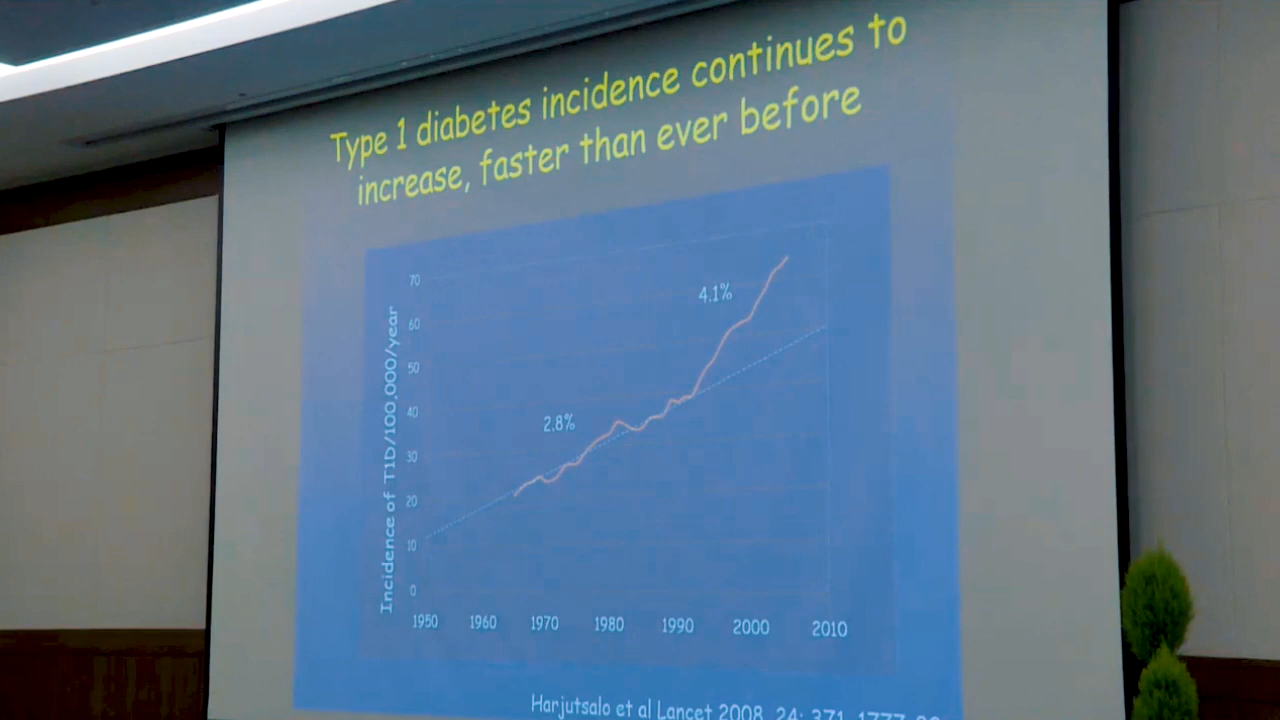 Type 1 diabetes incidence continues to
increase, faster than ever before
Incidence of T1D/100,000/year
70
60
50
40
30
20
10
0
4.1%
2.8%
1950 1960 1970 1980 1990 2000 2010
Harjutsalo et al Lancet 2008, 24; 371, 1777